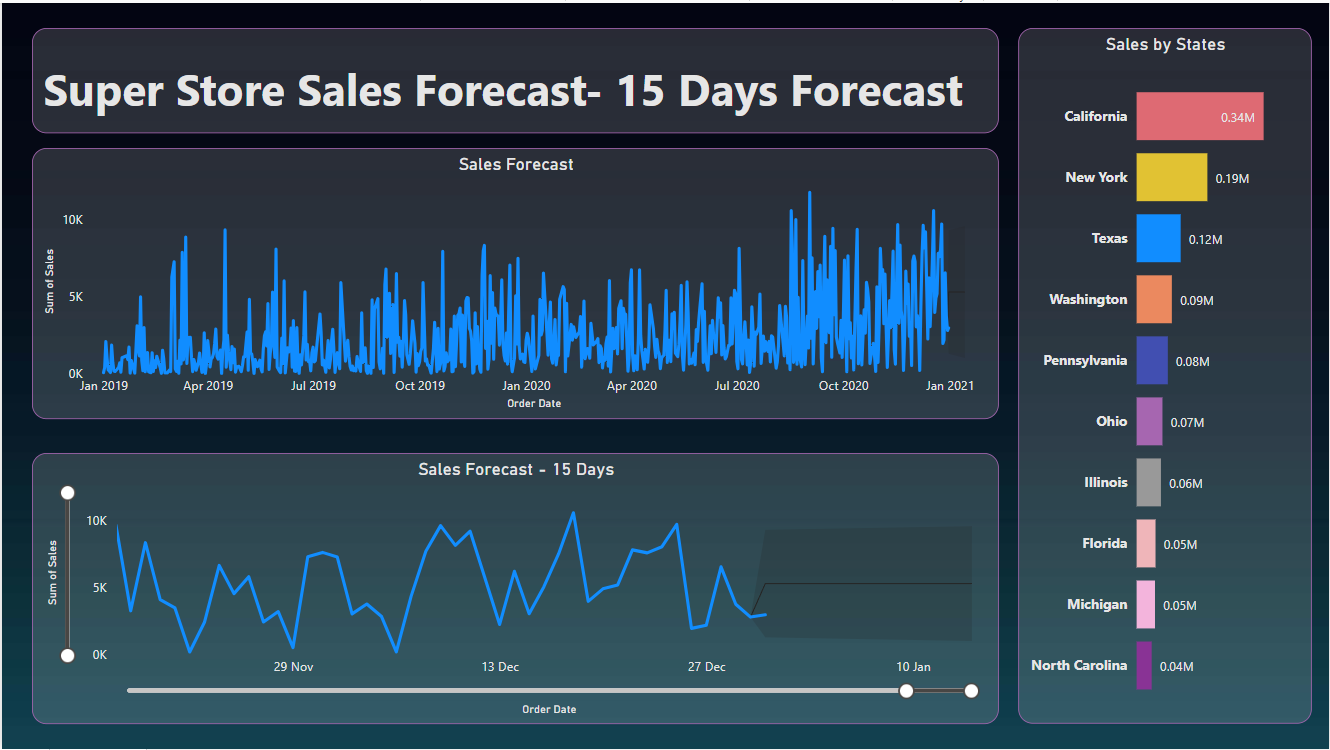 Super Store Sales Forecast- 15 Days Forecast
Sales Forecast
Sum of Sales
10K
5K
0K
Jan 2019 Apr 2019 Jul 2019 Oct 2019 Jan 2020 Apr 2020 Jul 2020 Oct 2020 Jan 2021
Order Date
Sales Forecast - 15 Days
Sum of Sales
10K
5K
0K
29 Nov 13 Dec 27 Dec 10 Jan
Order Date
Sales by States
California 0.34M
New York 0.19M
Texas 0.12M
Washington 0.09M
Pennsylvania 0.08M
Ohio 0.07M
Illinois 0.06M
Florida 0.05M
Michigan 0.05M
North Carolina 0.04M